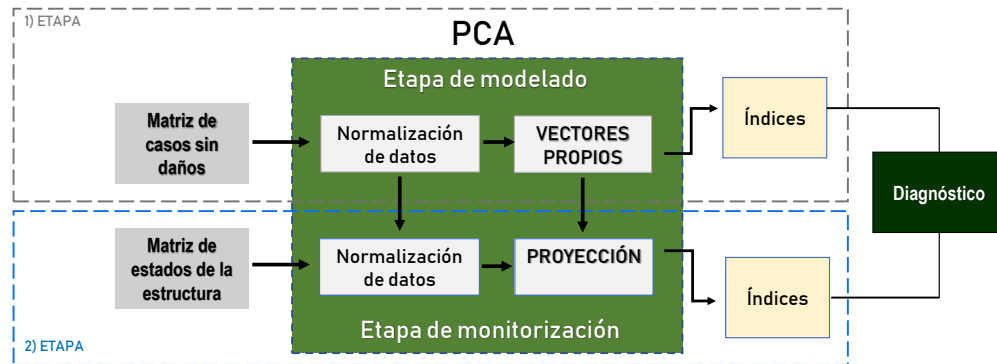 1) ETAPA
PCA
Etapa de modelado
Matriz de
casos sin
daños
Normalización
de datos
VECTORES
PROPIOS
Índices
Diagnóstico
Matriz de
estados de la
estructura
Normalización
de datos
PROYECCIÓN
Índices
Etapa de monitorización
2) ETAPA